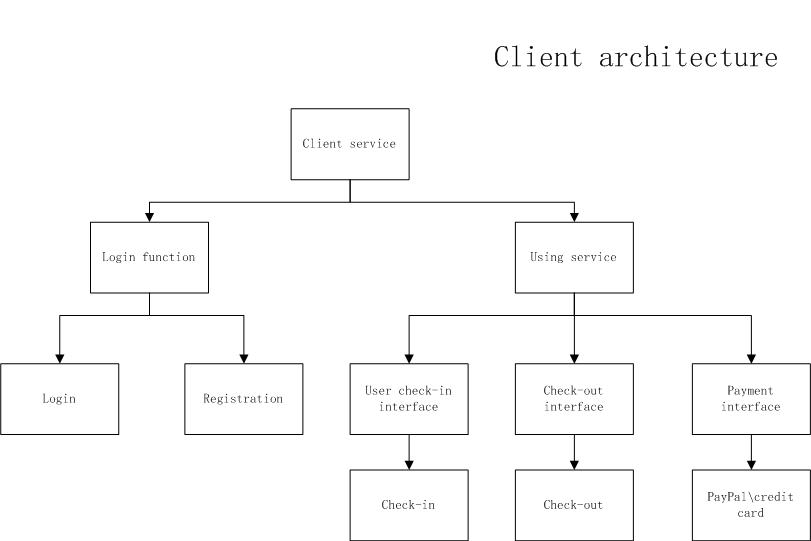 Client architecture
Client service
Login function
Using service
Login
Registration
User check-in
interface
Check-out
interface
Payment
interface
Check-in
Check-out
PayPal\credit
card